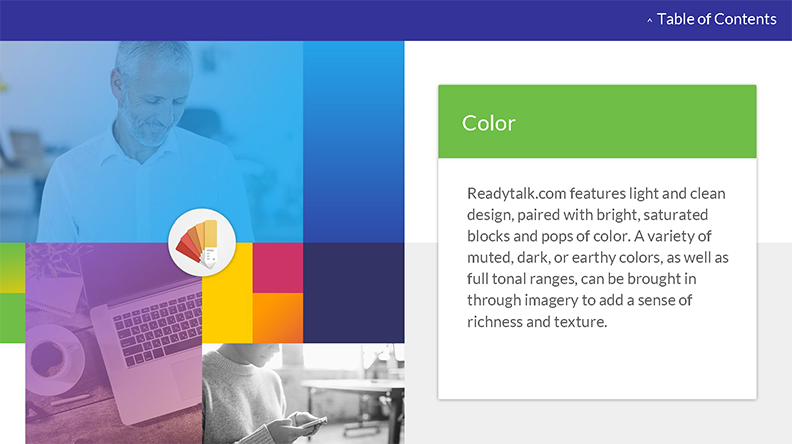 ^ Table of Contents
Color
Readytalk.com features light and clean
design, paired with bright, saturated
blocks and pops of color. A variety of
muted, dark, or earthy colors, as well as
full tonal ranges, can be brought in
through imagery to add a sense of
richness and texture.